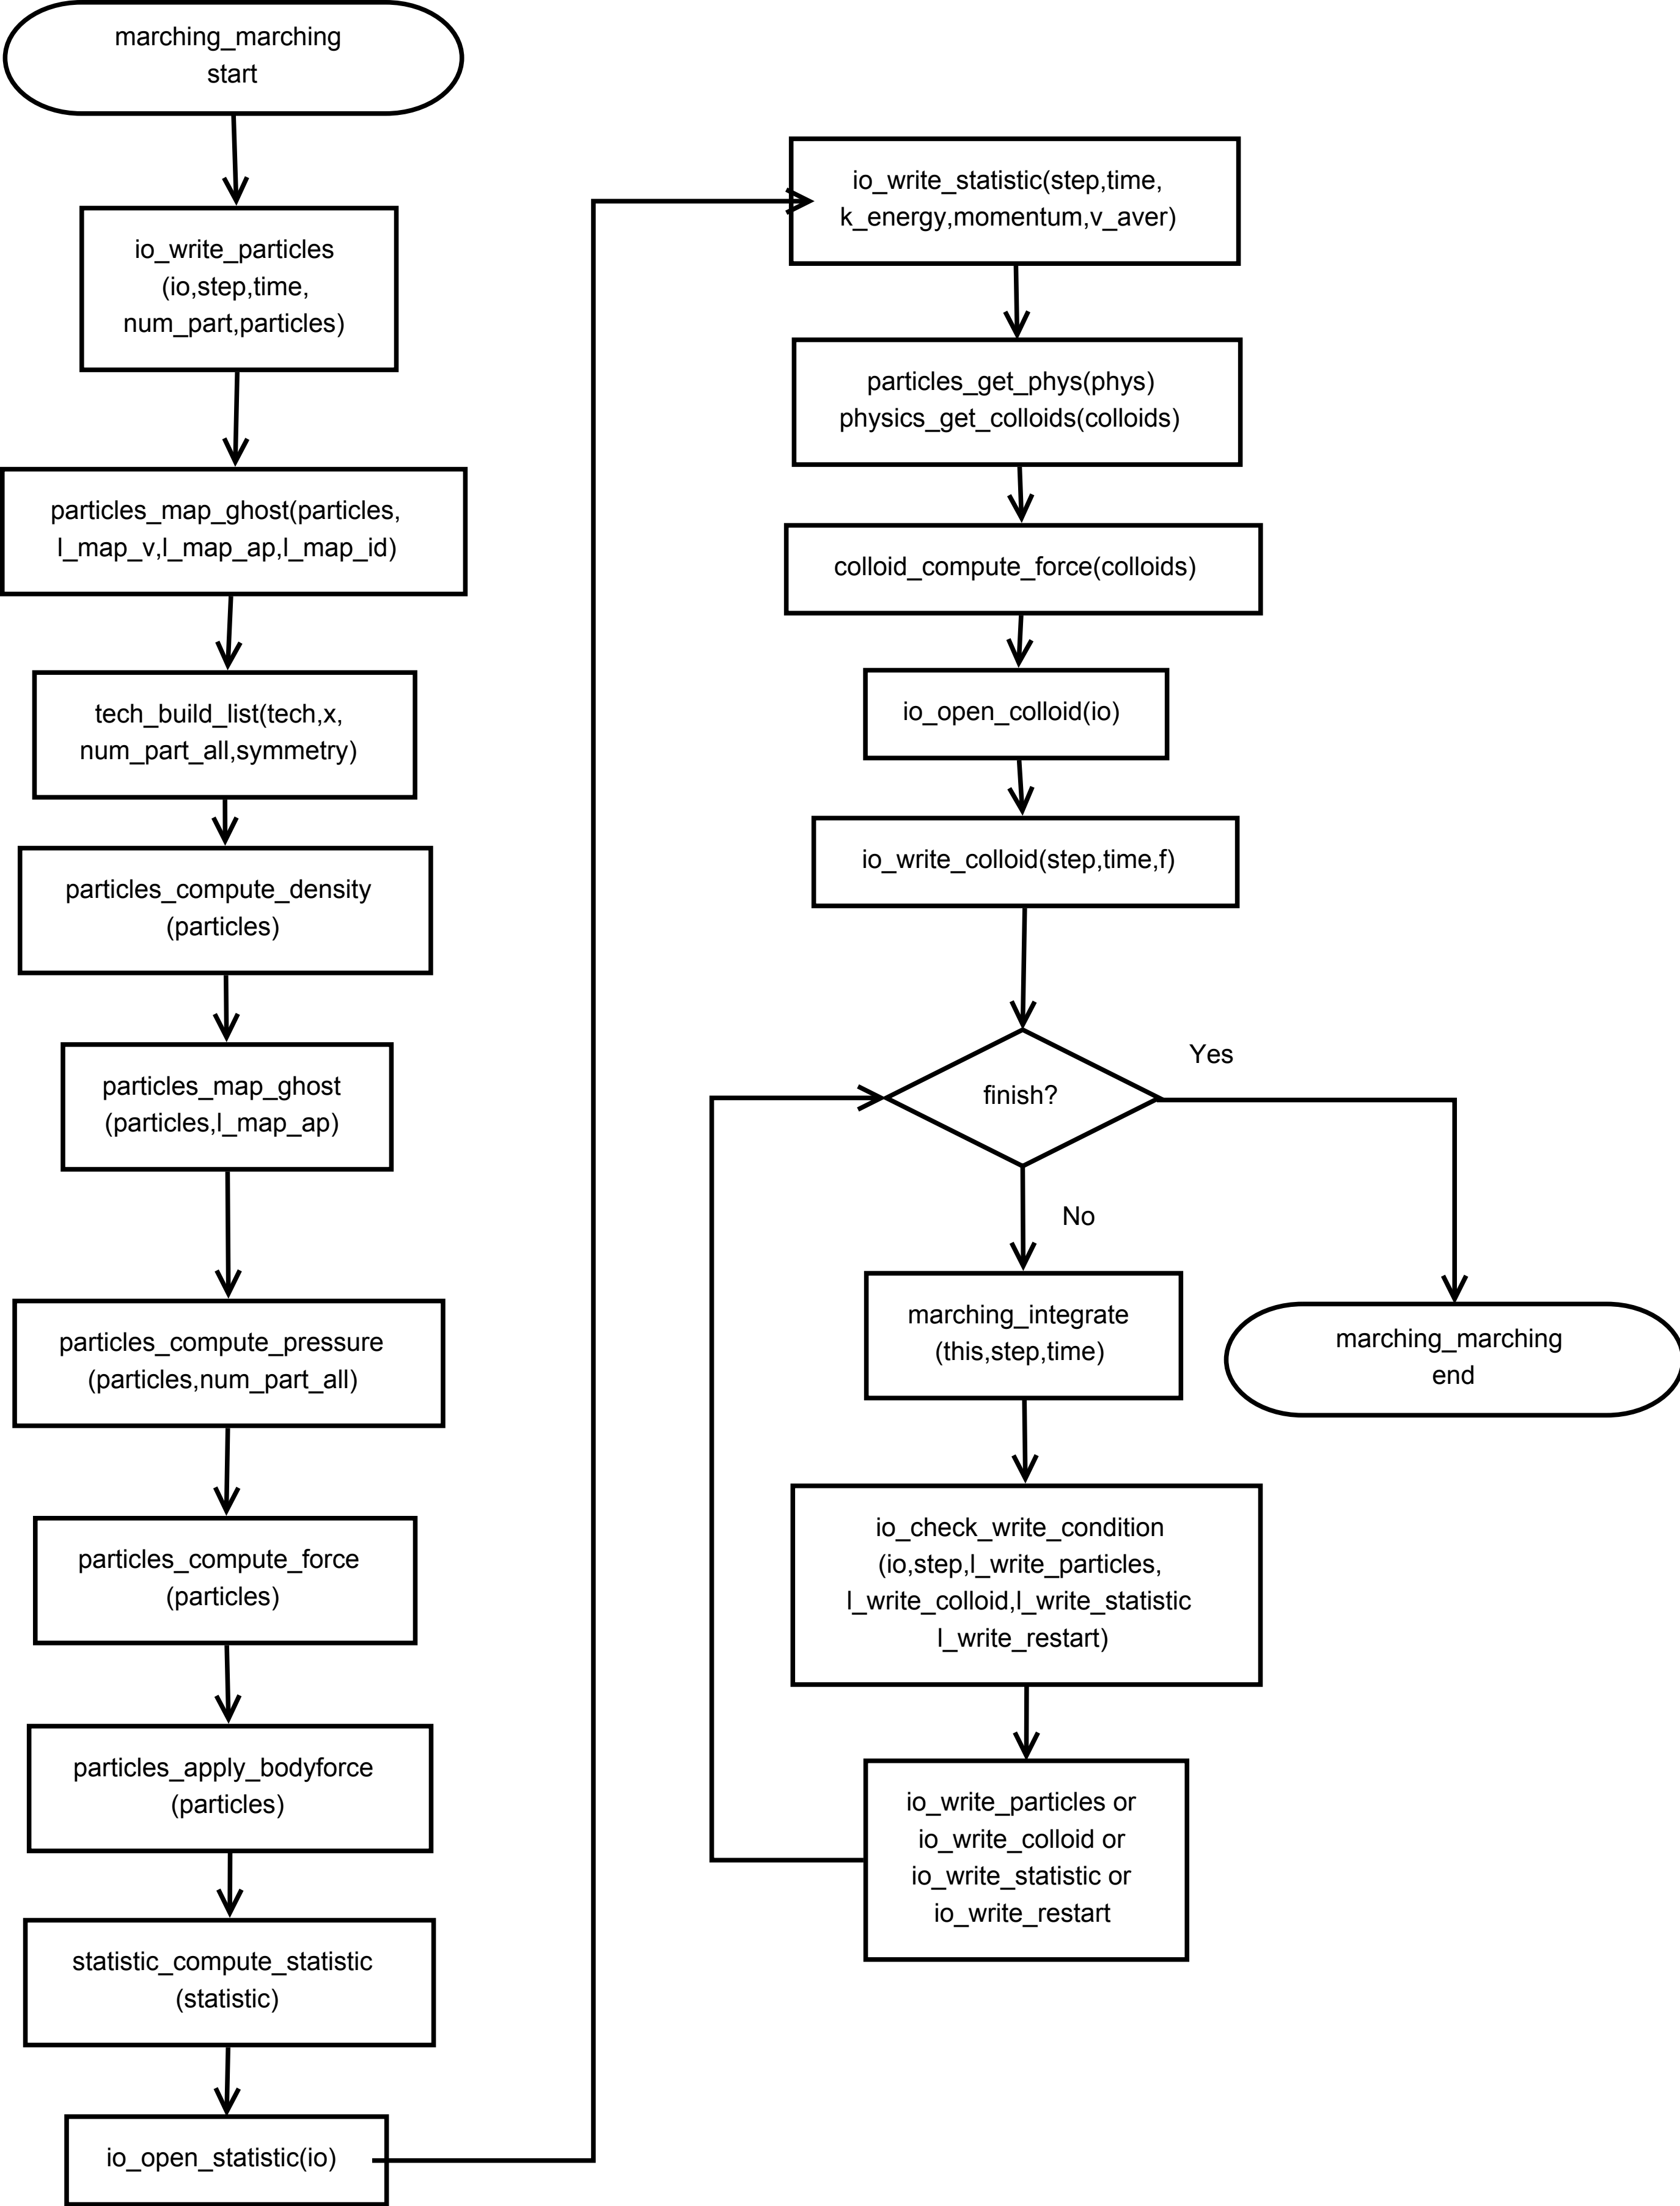 marching_marching
start
io_write_particles
(io,step,time,
num_part,particles)
particles_map_ghost(particles,
l_map_v,l_map_ap,l_map_id)
tech_build_list(tech,x,
num_part_all,symmetry)
particles_compute_density
(particles)
particles_map_ghost
(particles,l_map_ap)
particles_compute_pressure
(particles,num_part_all)
particles_compute_force
(particles)
particles_apply_bodyforce
(particles)
statistic_compute_statistic
(statistic)
io_open_statistic(io)
io_write_statistic(step,time,
k_energy,momentum,v_aver)
particles_get_phys(phys)
physics_get_colloids(colloids)
colloid_compute_force(colloids)
io_open_colloid(io)
io_write_colloid(step,time,f)
finish?
Yes
No
marching_integrate
(this,step,time)
marching_marching
end
io_check_write_condition
(io,step,l_write_particles,
l_write_colloid,l_write_statistic
l_write_restart)
io_write_particles or
io_write_colloid or
io_write_statistic or
io_write_restart